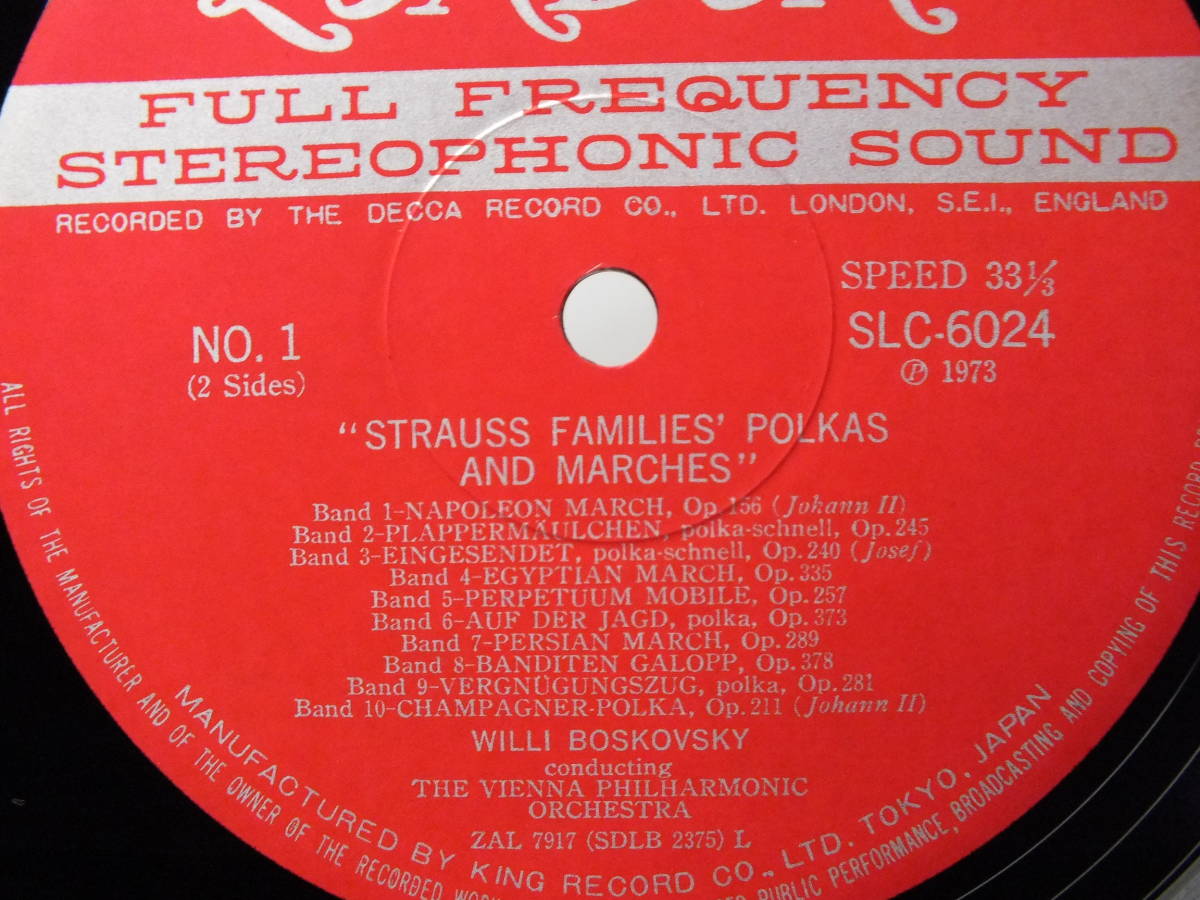 LONDON
FULL FREQUENCY
STEREOPHONIC SOUND
RECORDED BY THE DECCA RECORD CO., LTD. LONDON, S.E.I., ENGLAND
SPEED 33 1/3
NO. 1
SLC-6024
(2 Sides)
Ⓟ 1973
"STRAUSS FAMILIES' POLKAS
AND MARCHES"
Band 1-NAPOLEON MARCH, Op.156 (Johann II)
Band 2-PLAPPERMÄULCHEN, polka-schnell, Op.245
Band 3-EINGESENDET, polka-schnell, Op.240 (Josef)
Band 4-EGYPTIAN MARCH, Op.335
Band 5-PERPETUUM MOBILE, Op.257
Band 6-AUF DER JAGD, polka, Op.373
Band 7-PERSIAN MARCH, Op.289
Band 8-BANDITEN GALOPP, Op.378
Band 9-VERGNÜGUNGSZUG, polka, Op.281
Band 10-CHAMPAGNER-POLKA, Op.211 (Johann II)
WILLI BOSKOVSKY
conducting
THE VIENNA PHILHARMONIC
ORCHESTRA
ZAL 7917 (SDLB 2375) L
MANUFACTURED BY KING RECORD CO., LTD. TOKYO, JAPAN
ALL RIGHTS OF THE MANUFACTURER AND OF THE OWNER OF THE RECORDED PUBLIC PERFORMANCE, BROADCASTING AND COPYING OF THIS RECORD